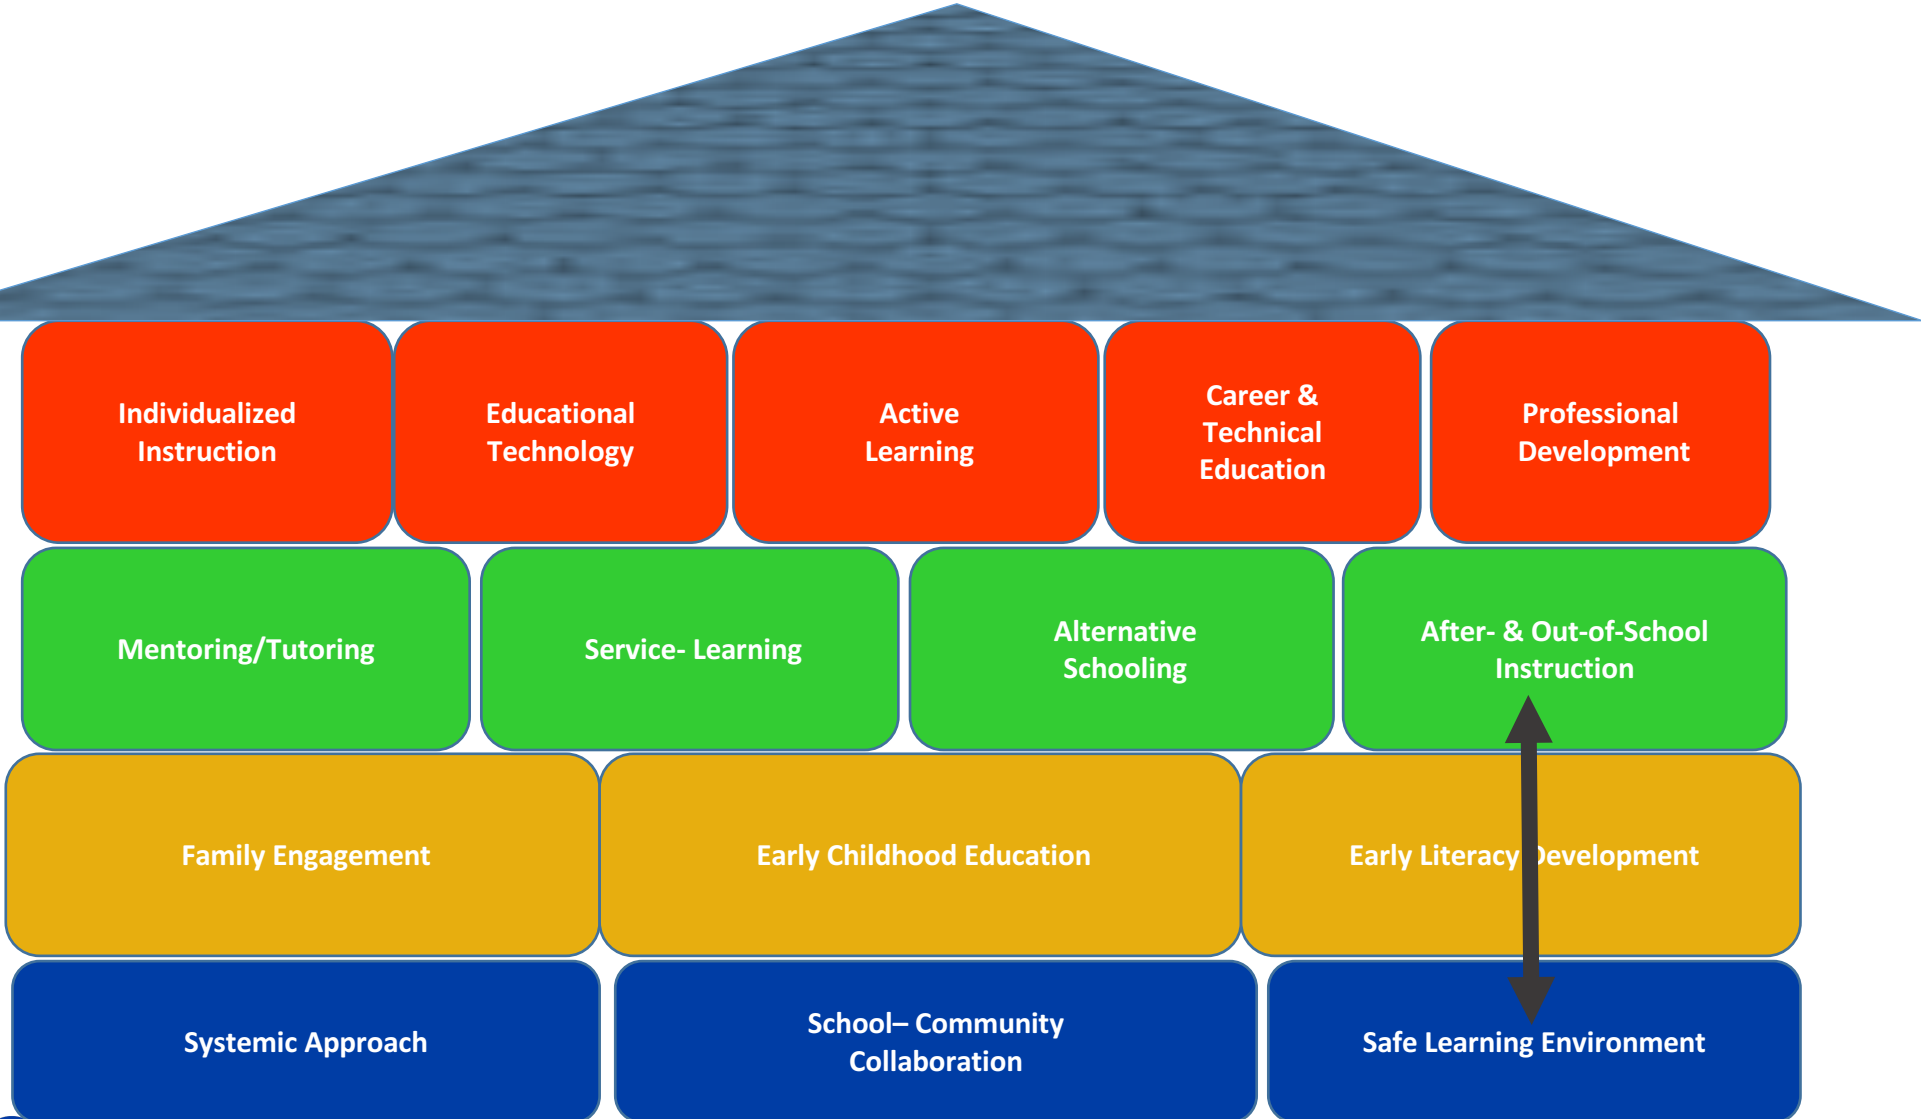 Individualized
Instruction
Educational
Technology
Active
Learning
Career &
Technical
Education
Professional
Development
Mentoring/Tutoring
Service- Learning
Alternative
Schooling
After- & Out-of-School
Instruction
Family Engagement
Early Childhood Education
Early Literacy Development
Systemic Approach
School– Community
Collaboration
Safe Learning Environment